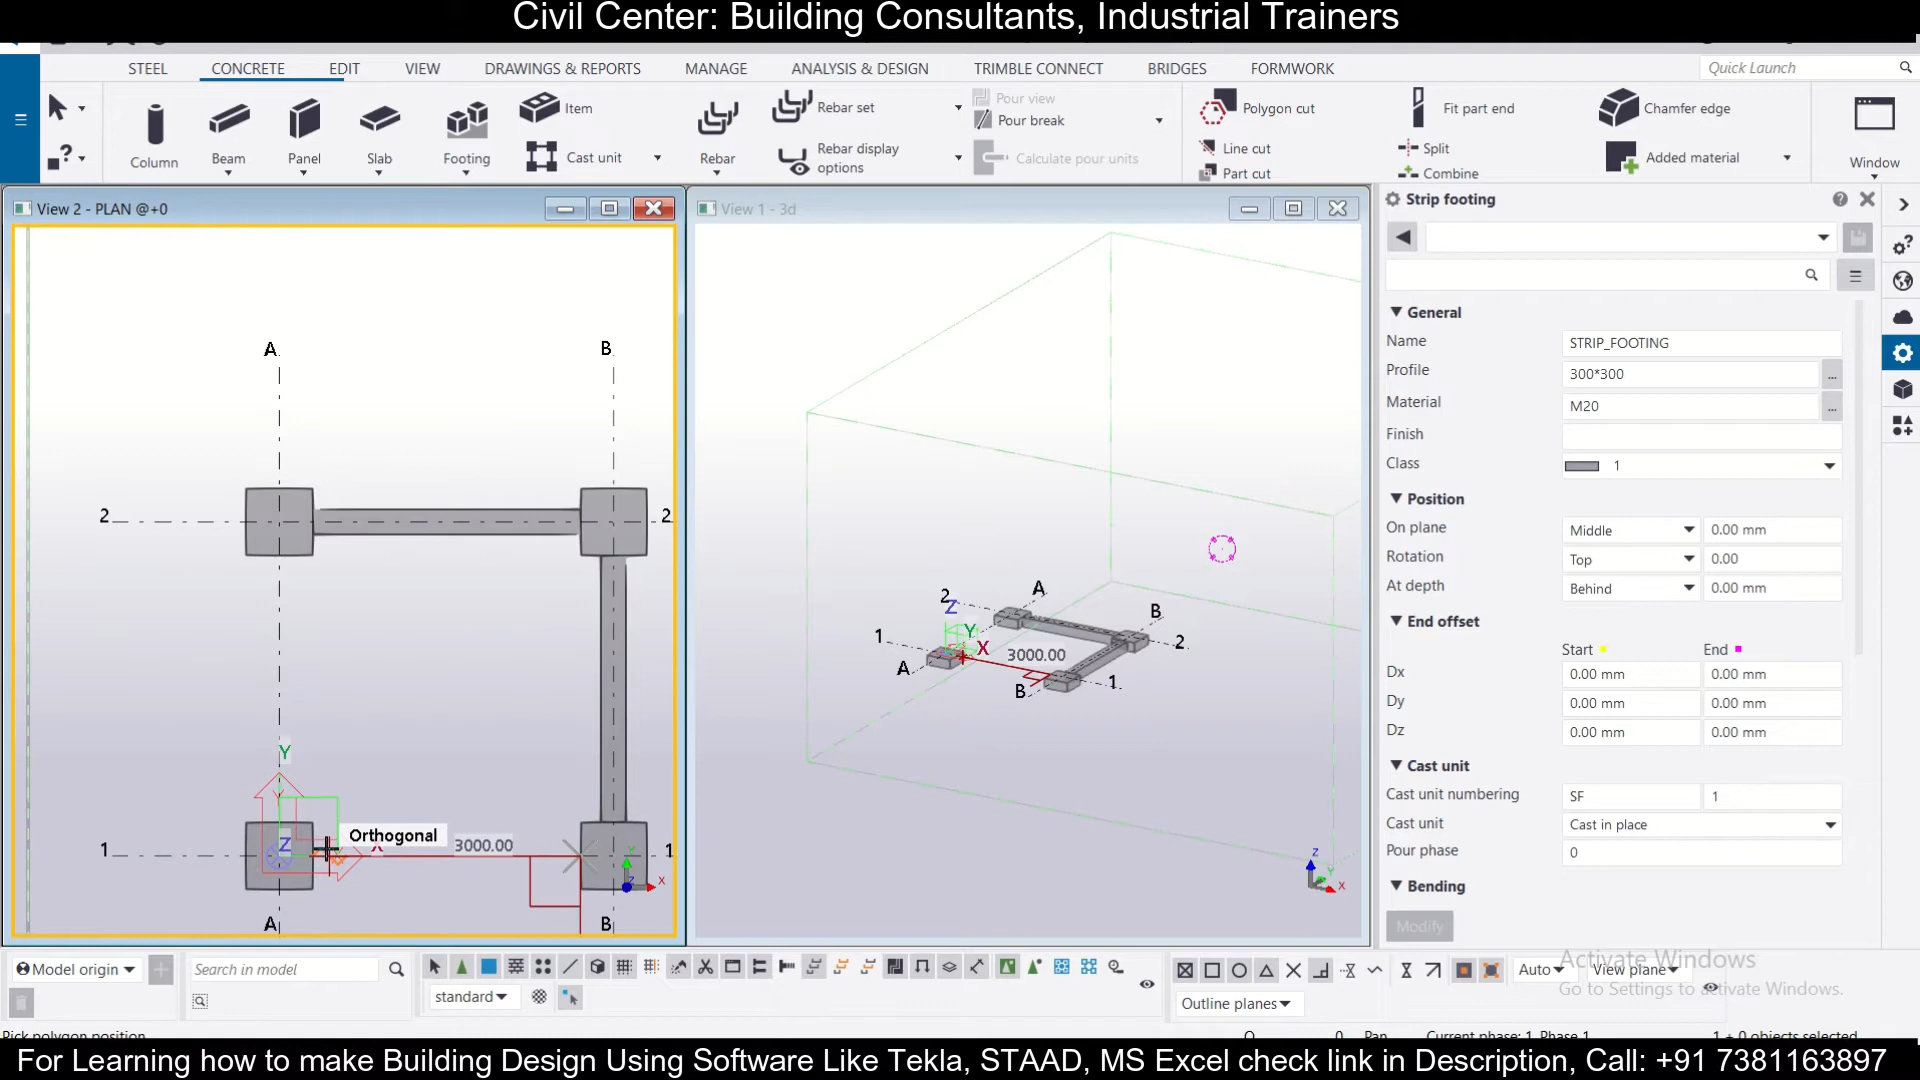 Civil Center: Building Consultants, Industrial Trainers
STEEL CONCRETE EDIT VIEW DRAWINGS & REPORTS MANAGE ANALYSIS & DESIGN TRIMBLE CONNECT BRIDGES FORMWORK Quick Launch
Column Beam Panel Slab Footing Item Cast unit Rebar Rebar set Rebar display options Pour view Pour break Calculate pour units Polygon cut Line cut Part cut Fit part end Split Combine Chamfer edge Added material Window
View 2 - PLAN @+0
A B
2 2
Y
Orthogonal
Z X 3000.00
1 1
Y
Z X
A B
View 1 - 3d
A
2 Z B
1 Y 2
X 3000.00
A B 1
Z
Y
X
Strip footing
General
Name STRIP_FOOTING
Profile 300*300 ...
Material M20 ...
Finish
Class 1
Position
On plane Middle 0.00 mm
Rotation Top 0.00
At depth Behind 0.00 mm
End offset
Start End
Dx 0.00 mm 0.00 mm
Dy 0.00 mm 0.00 mm
Dz 0.00 mm 0.00 mm
Cast unit
Cast unit numbering SF 1
Cast unit Cast in place
Pour phase 0
Bending
Modify
Model origin Search in model Auto View plane
standard Outline planes
Activate Windows
Go to Settings to activate Windows.
Pick polygon position O 0 Pan Current phase: 1, Phase 1 1 + 0 objects selected
For Learning how to make Building Design Using Software Like Tekla, STAAD, MS Excel check link in Description, Call: +91 7381163897